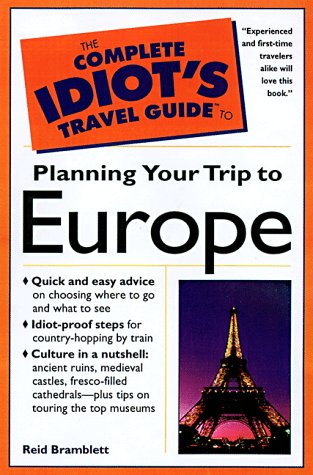 THE
COMPLETE
IDIOT'S
TRAVEL GUIDE™ TO
"Experienced
and first-time
travelers
alike will
love this
book."
Planning Your Trip to
Europe
♦ Quick and easy advice
on choosing where to go
and what to see
♦ Idiot-proof steps for
country-hopping by train
♦ Culture in a nutshell:
ancient ruins, medieval
castles, fresco-filled
cathedrals—plus tips on
touring the top museums
Reid Bramblett